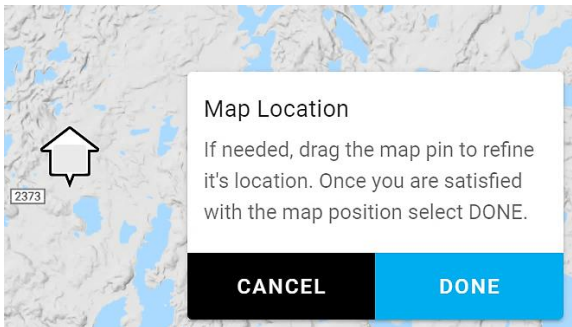 Map Location
If needed, drag the map pin to refine
it's location. Once you are satisfied
with the map position select DONE.
2373
CANCEL
DONE